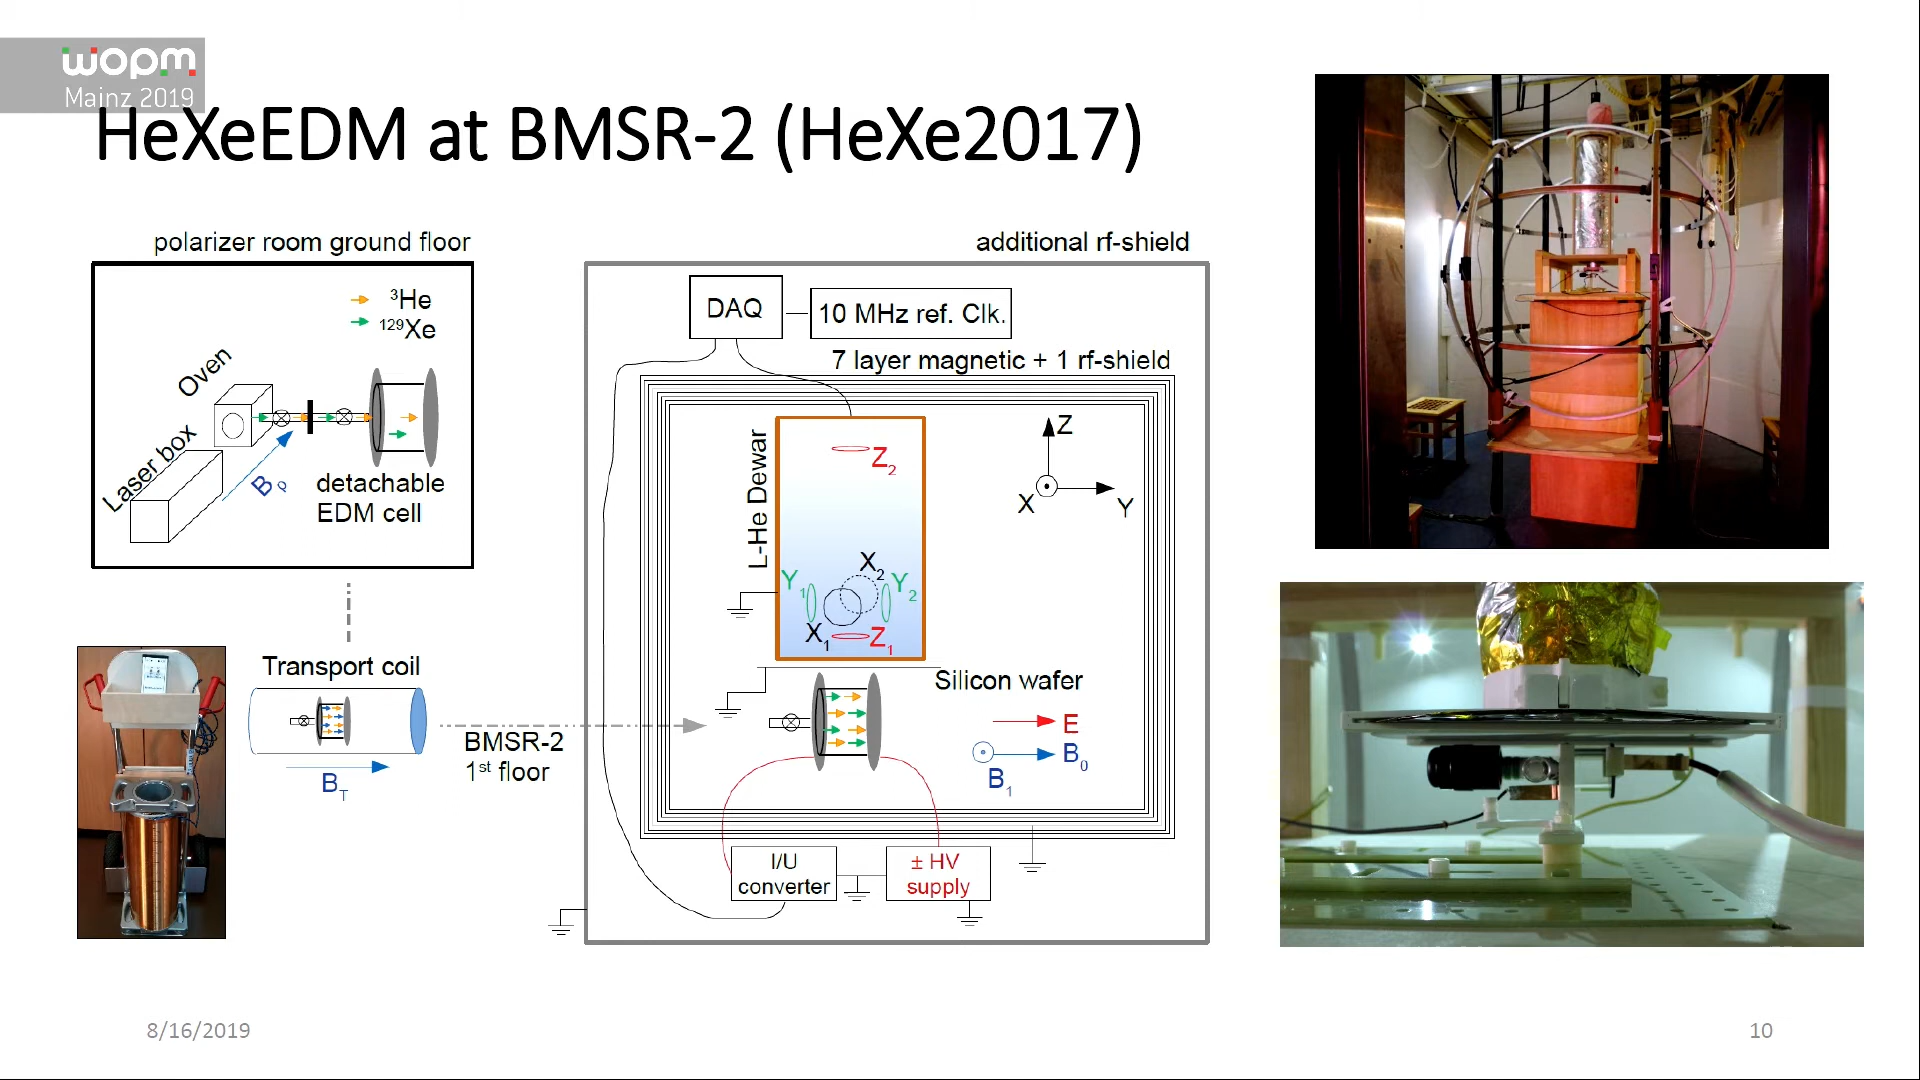 wopm
Mainz 2019
HeXeEDM at BMSR-2 (HeXe2017)
polarizer room ground floor
³He
¹²⁹Xe
Oven
Laser box
Bρ
detachable
EDM cell
Transport coil
B_T
BMSR-2
1ˢᵗ floor
additional rf-shield
DAQ
10 MHz ref. Clk.
7 layer magnetic + 1 rf-shield
L-He Dewar
Z₂
Z
X
Y
X₂
Y₁
Y₂
X₁
Z₁
Silicon wafer
E
B₀
B₁
I/U
converter
± HV
supply
8/16/2019
10